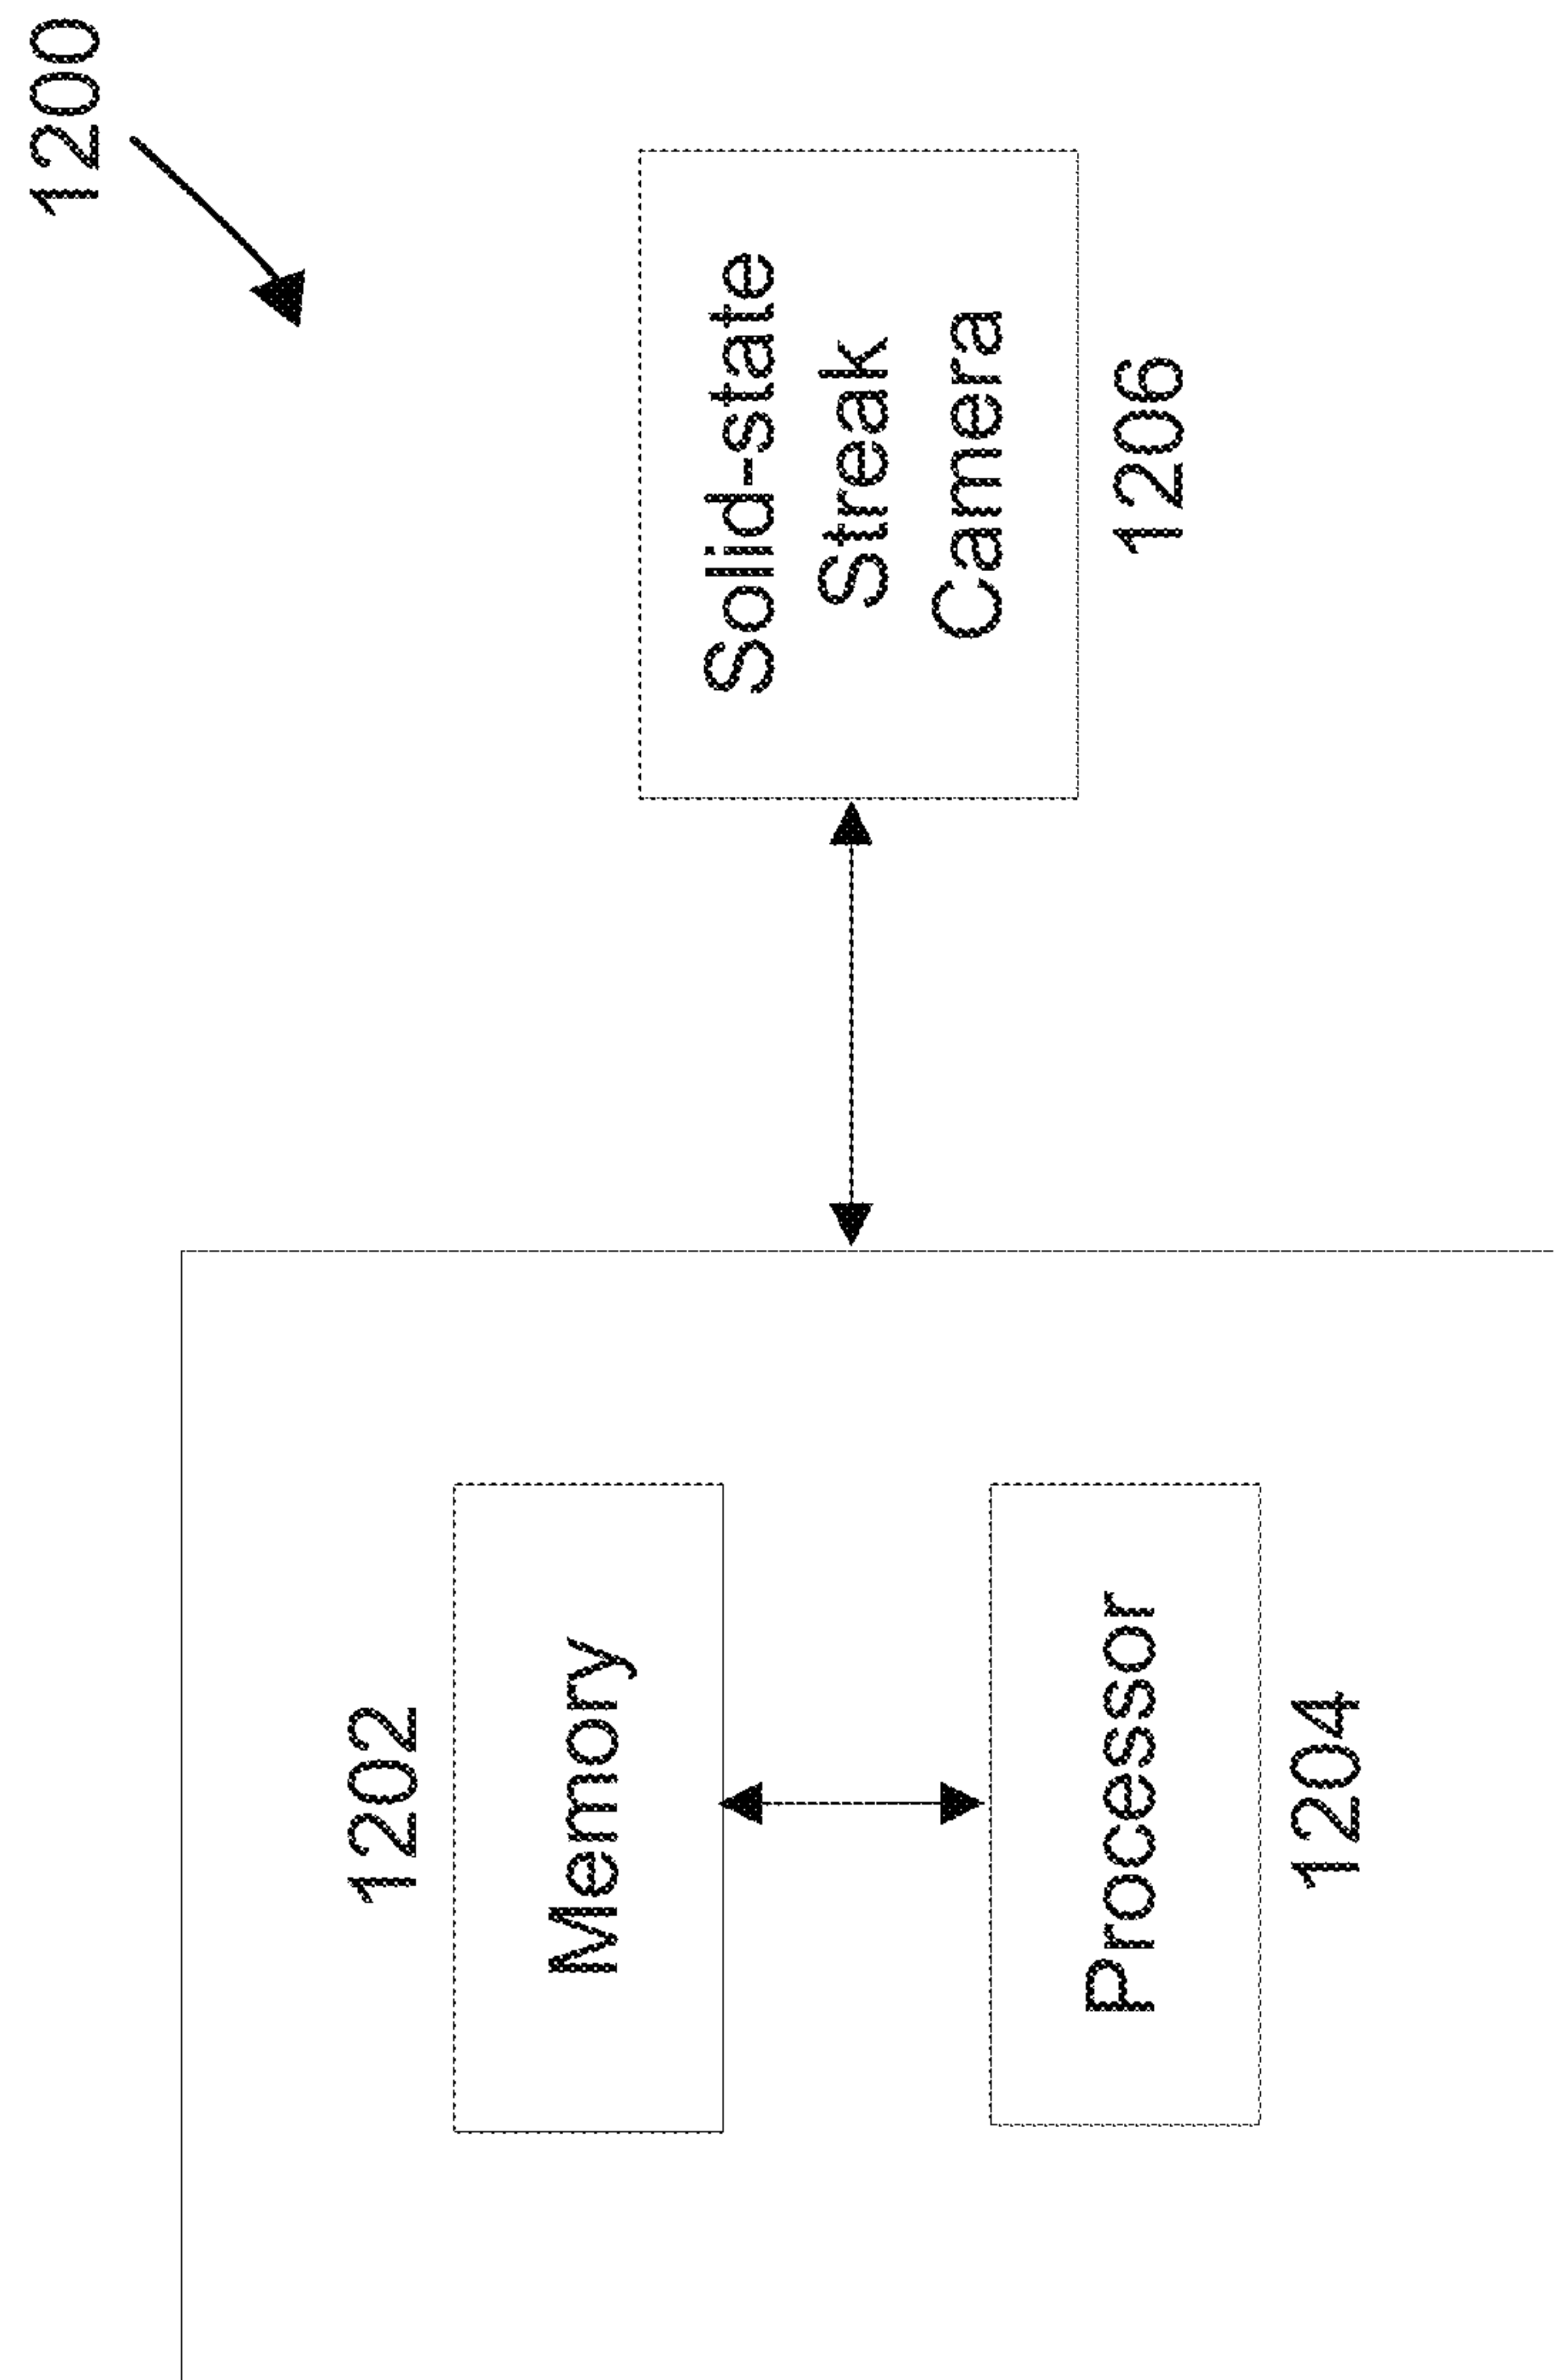 1200
1202
Memory
Processor
1204
Solid-state
Streak
Camera
1206